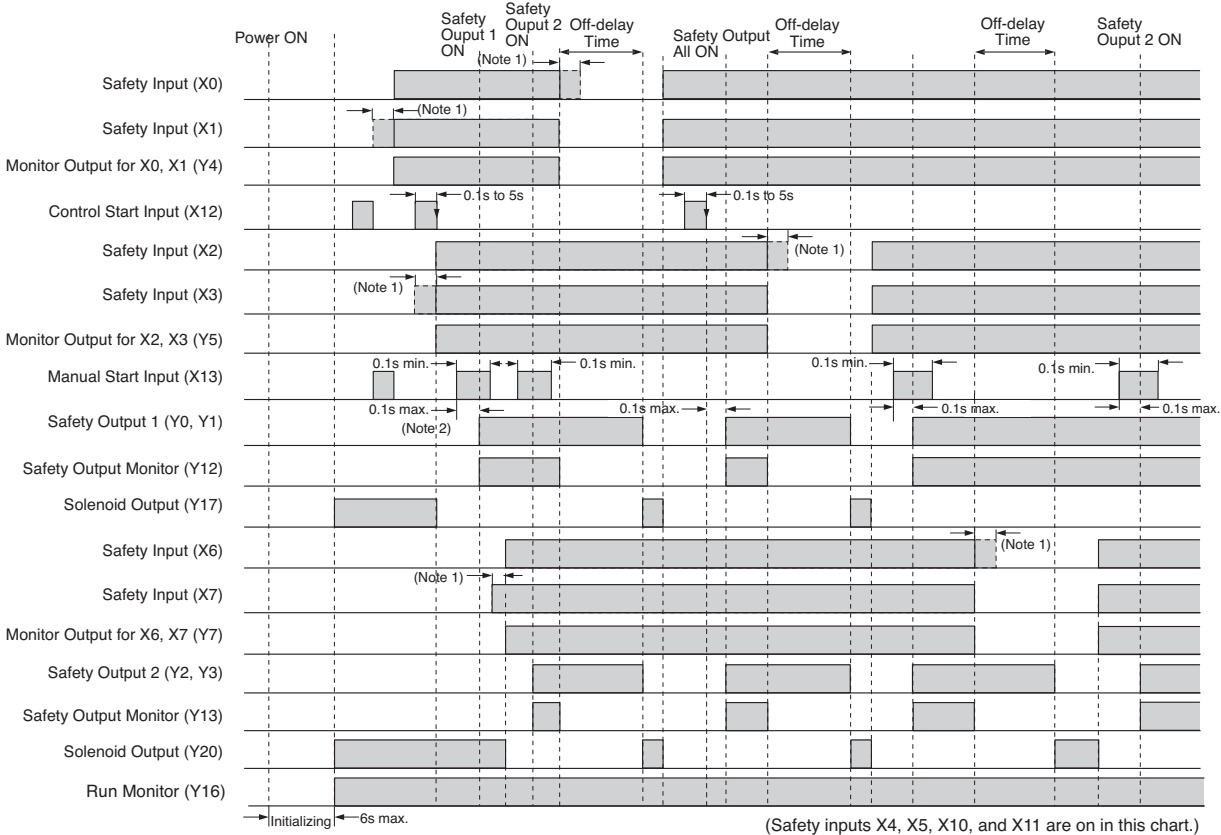 Power ON
Safety
Ouput 1
ON
Safety
Ouput 2
ON
Off-delay
Time
Safety Output
All ON
Off-delay
Time
Off-delay
Time
Safety
Ouput 2 ON
Safety Input (X0)
(Note 1)
Safety Input (X1)
(Note 1)
Monitor Output for X0, X1 (Y4)
Control Start Input (X12)
0.1s to 5s
0.1s to 5s
Safety Input (X2)
(Note 1)
Safety Input (X3)
(Note 1)
Monitor Output for X2, X3 (Y5)
Manual Start Input (X13)
0.1s min.
0.1s min.
0.1s min.
0.1s min.
Safety Output 1 (Y0, Y1)
0.1s max.
(Note 2)
0.1s max.
0.1s max.
0.1s max.
Safety Output Monitor (Y12)
Solenoid Output (Y17)
Safety Input (X6)
(Note 1)
Safety Input (X7)
(Note 1)
Monitor Output for X6, X7 (Y7)
Safety Output 2 (Y2, Y3)
Safety Output Monitor (Y13)
Solenoid Output (Y20)
Run Monitor (Y16)
Initializing
6s max.
(Safety inputs X4, X5, X10, and X11 are on in this chart.)